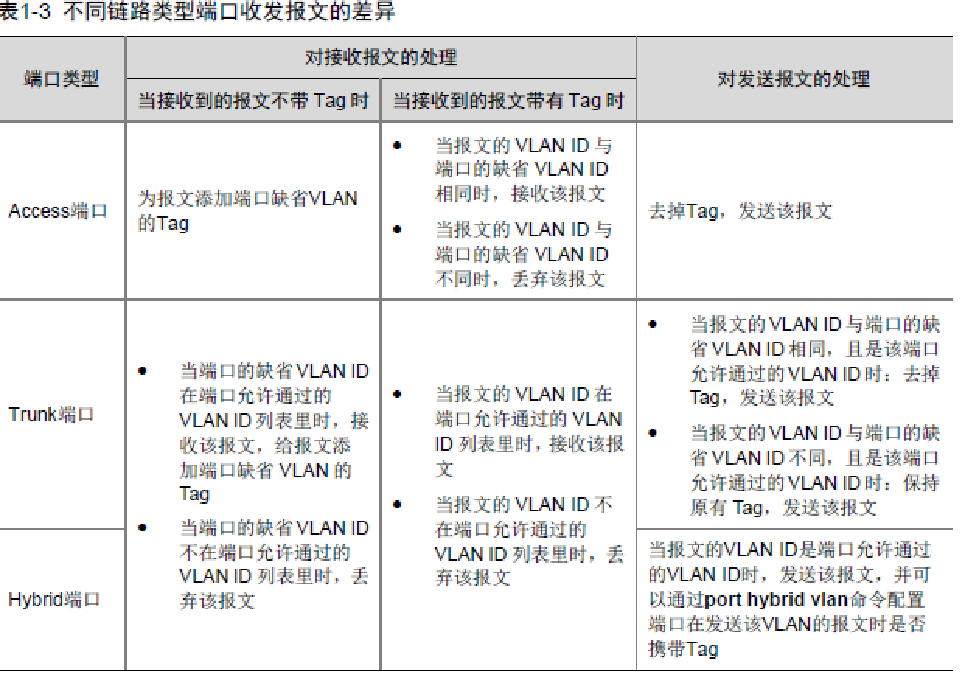 表1-3 不同链路类型端口收发报文的差异
端口类型
对接收报文的处理
对发送报文的处理
当接收到的报文不带 Tag 时
当接收到的报文带有 Tag 时
Access端口
为报文添加端口缺省VLAN
的Tag
• 当报文的 VLAN ID 与
端口的缺省 VLAN ID
相同时，接收该报文
• 当报文的 VLAN ID 与
端口的缺省 VLAN ID
不同时，丢弃该报文
去掉Tag，发送该报文
Trunk端口
• 当端口的缺省 VLAN ID
在端口允许通过的
VLAN ID 列表里时，接
收该报文，给报文添
加端口缺省 VLAN 的
Tag
• 当端口的缺省 VLAN ID
不在端口允许通过的
VLAN ID 列表里时，丢
弃该报文
• 当报文的 VLAN ID 在
端口允许通过的 VLAN
ID 列表里时，接收该报
文
• 当报文的 VLAN ID 不
在端口允许通过的
VLAN ID 列表里时，丢
弃该报文
• 当报文的 VLAN ID 与端口的缺
省 VLAN ID 相同，且是该端口
允许通过的 VLAN ID 时：去掉
Tag，发送该报文
• 当报文的 VLAN ID 与端口的缺
省 VLAN ID 不同，且是该端口
允许通过的 VLAN ID 时：保持
原有 Tag，发送该报文
Hybrid端口
当报文的VLAN ID是端口允许通过
的VLAN ID时，发送该报文，并可
以通过port hybrid vlan命令配置
端口在发送该VLAN的报文时是否
携带Tag